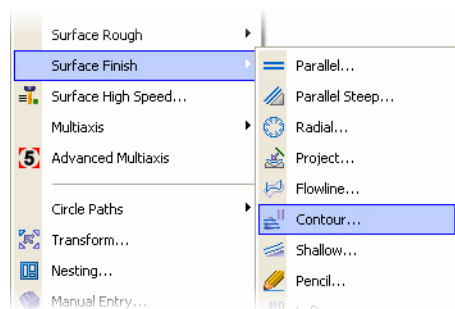 Surface Rough
Surface Finish
Surface High Speed...
Multiaxis
5 Advanced Multiaxis
Circle Paths
Transform...
Nesting...
Manual Entry...
Parallel...
Parallel Steep...
Radial...
Project...
Flowline...
Contour...
Shallow...
Pencil...